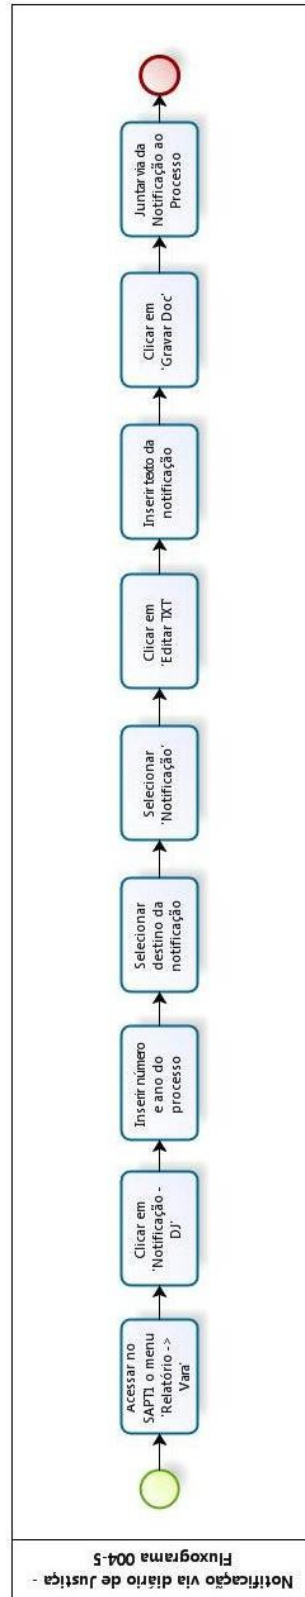 Notificação via diário de Justiça -
Fluxograma 004-5
Acessar no
SAPT1 o menu
'Relatório ->
Vara'
Clicar em
'Notificação -
DJ'
Inserir número
e ano do
processo
Selecionar
destino da
notificação
Selecionar
'Notificação'
Clicar em
'Editar TXT'
Inserir texto da
notificação
Clicar em
'Gravar Doc'
Juntar via da
Notificação ao
Processo